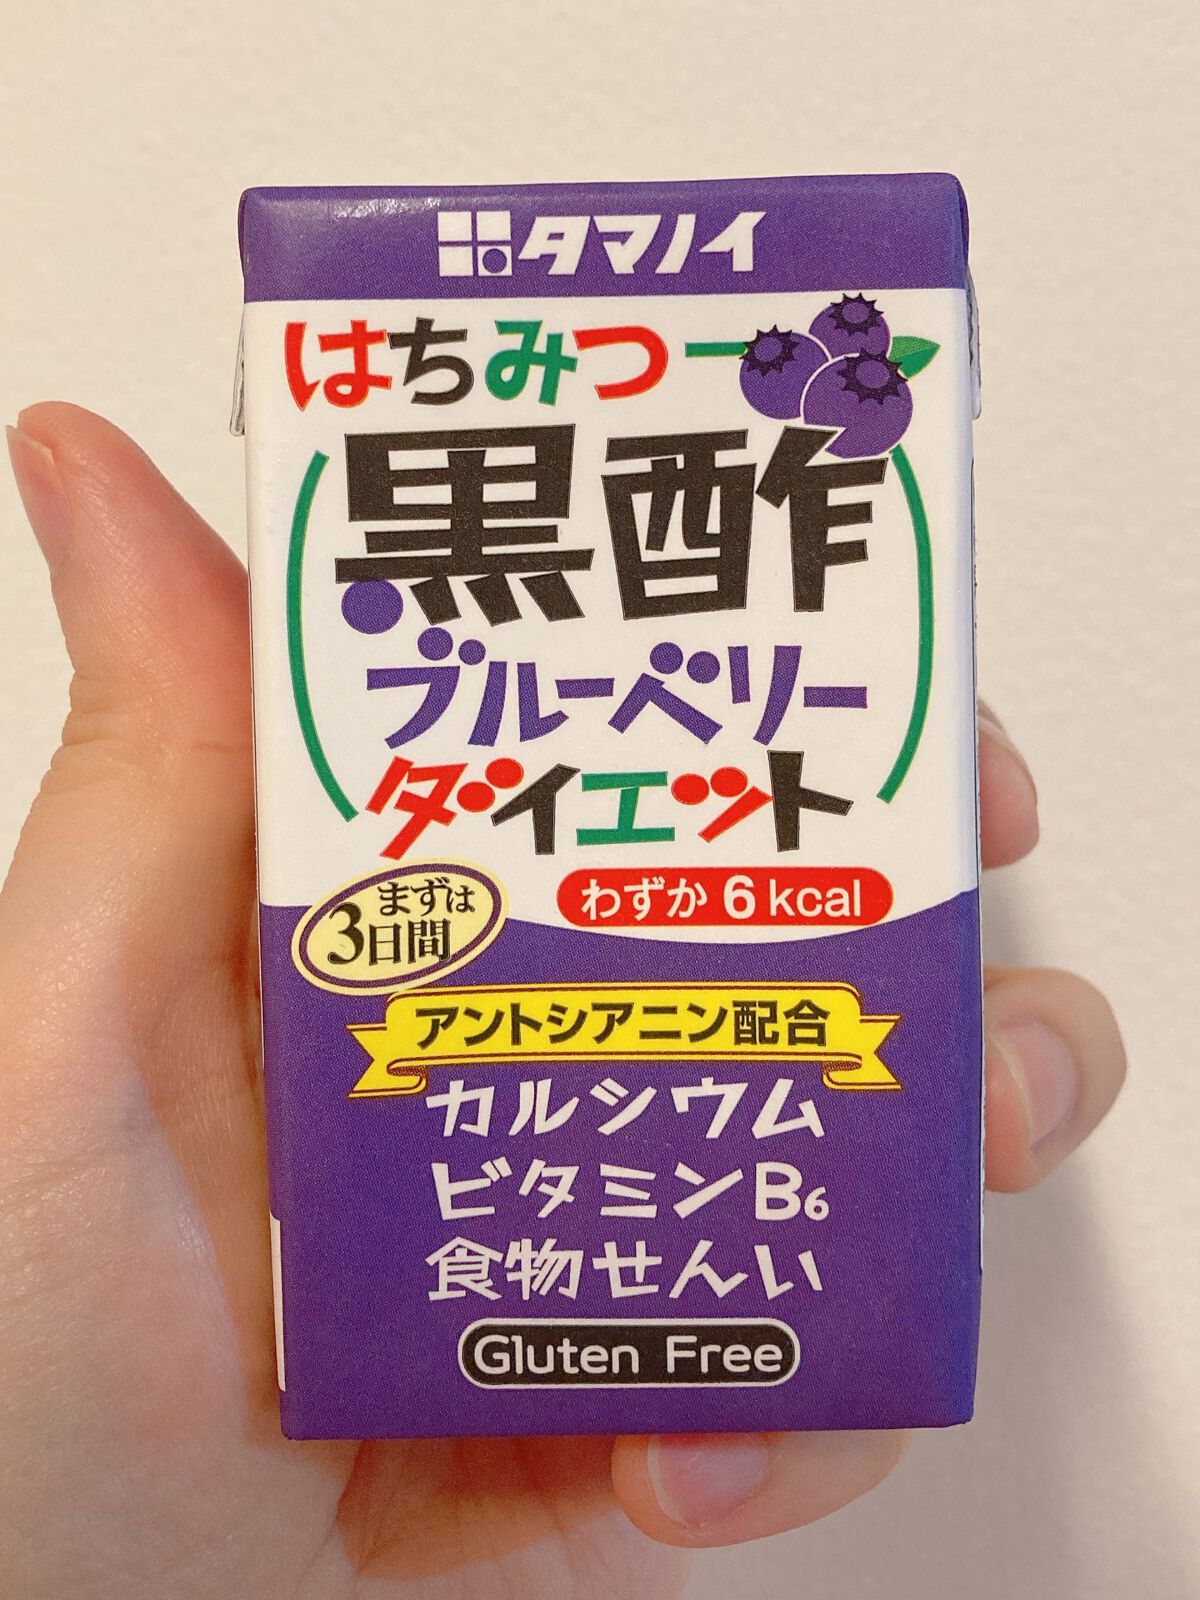 タマノイ
はちみつ
黒酢
ブルーベリー
ダイエット
わずか 6 kcal
まずは
3日間
アントシアニン配合
カルシウム
ビタミンB6
食物せんい
Gluten Free